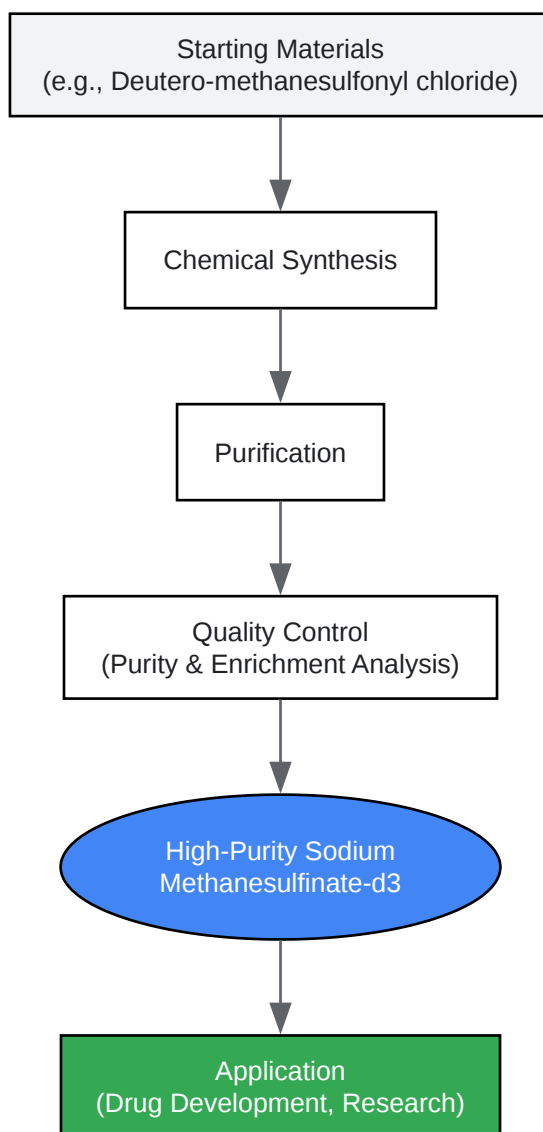 Starting Materials
(e.g., Deutero-methanesulfonyl chloride)
Chemical Synthesis
Purification
Quality Control
(Purity & Enrichment Analysis)
High-Purity Sodium
Methanesulfinate-d3
Application
(Drug Development, Research)